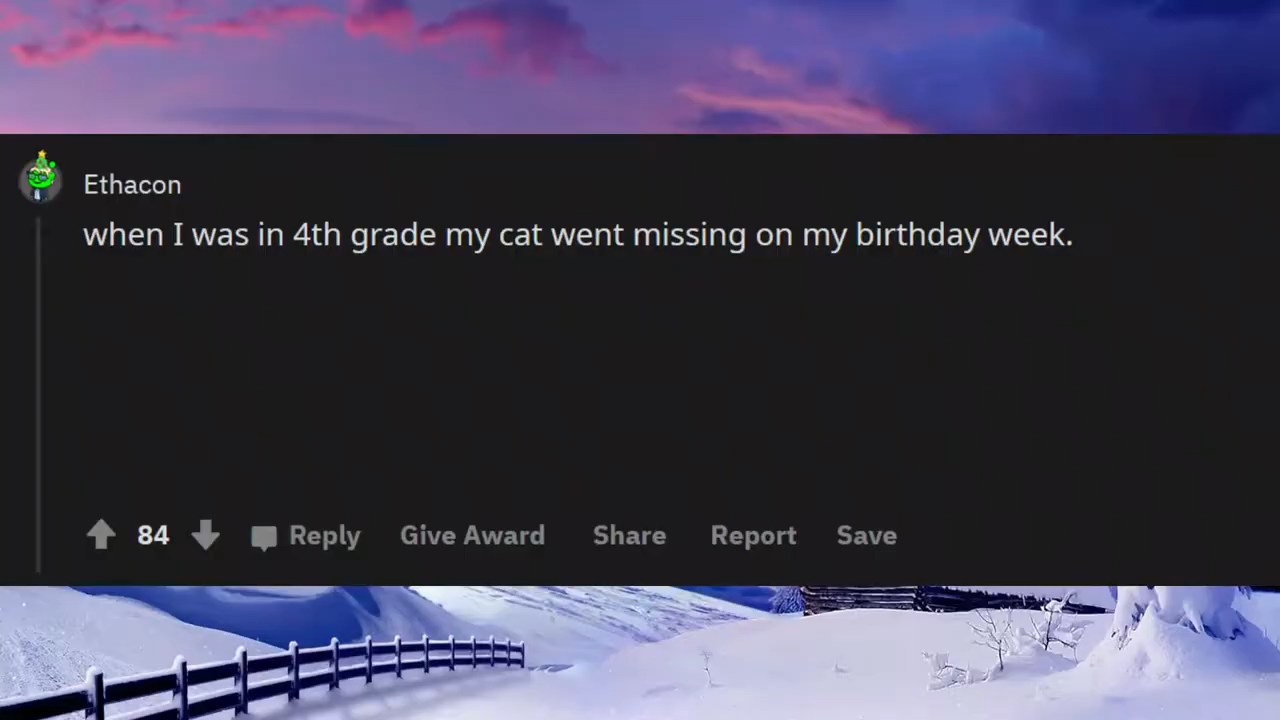 Ethacon
when I was in 4th grade my cat went missing on my birthday week.
84 Reply Give Award Share Report Save